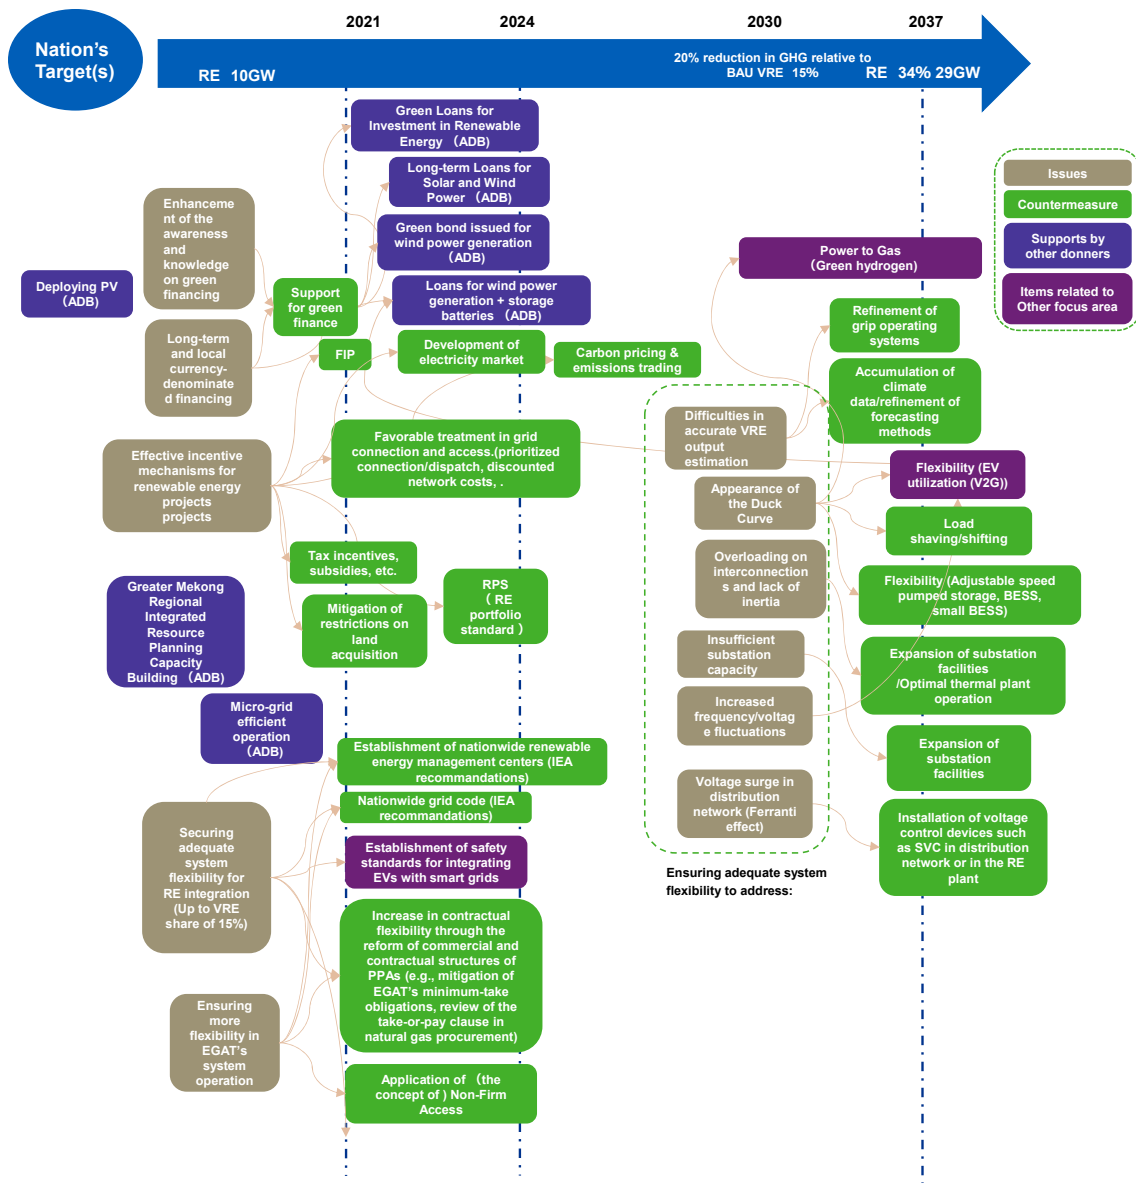 2021
2024
2030
2037
Nation’s
Target(s)
RE 10GW
20% reduction in GHG relative to
BAU VRE 15%
RE 34% 29GW
Green Loans for
Investment in Renewable
Energy （ADB)
Long-term Loans for
Solar and Wind
Power （ADB)
Green bond issued for
wind power generation
（ADB)
Loans for wind power
generation + storage
batteries （ADB)
Enhanceme
nt of the
awareness
and
knowledge
on green
financing
Deploying PV
（ADB)
Support
for green
finance
Long-term
and local
currency-
denominate
d financing
FIP
Development of
electricity market
Carbon pricing &
emissions trading
Effective incentive
mechanisms for
renewable energy
projects
projects
Favorable treatment in grid
connection and access.(prioritized
connection/dispatch, discounted
network costs, .
Tax incentives,
subsidies, etc.
Mitigation of
restrictions on
land
acquisition
RPS
（ RE
portfolio
standard ）
Greater Mekong
Regional
Integrated
Resource
Planning
Capacity
Building （ADB)
Micro-grid
efficient
operation
（ADB)
Establishment of nationwide renewable
energy management centers (IEA
recommandations)
Nationwide grid code (IEA
recommandations)
Establishment of safety
standards for integrating
EVs with smart grids
Securing
adequate
system
flexibility for
RE integration
(Up to VRE
share of 15%)
Increase in contractual
flexibility through the
reform of commercial and
contractual structures of
PPAs (e.g., mitigation of
EGAT’s minimum-take
obligations, review of the
take-or-pay clause in
natural gas procurement)
Ensuring
more
flexibility in
EGAT’s
system
operation
Application of （the
concept of ) Non-Firm
Access
Issues
Countermeasure
Supports by
other donners
Items related to
Other focus area
Power to Gas
（Green hydrogen)
Refinement of
grip operating
systems
Accumulation of
climate
data/refinement of
forecasting
methods
Difficulties in
accurate VRE
output
estimation
Flexibility (EV
utilization (V2G))
Appearance of
the Duck
Curve
Load
shaving/shifting
Overloading on
interconnection
s and lack of
inertia
Flexibility (Adjustable speed
pumped storage, BESS,
small BESS)
Insufficient
substation
capacity
Expansion of substation
facilities
/Optimal thermal plant
operation
Increased
frequency/voltag
e fluctuations
Expansion of
substation
facilities
Voltage surge in
distribution
network (Ferranti
effect)
Installation of voltage
control devices such
as SVC in distribution
network or in the RE
plant
Ensuring adequate system
flexibility to address: